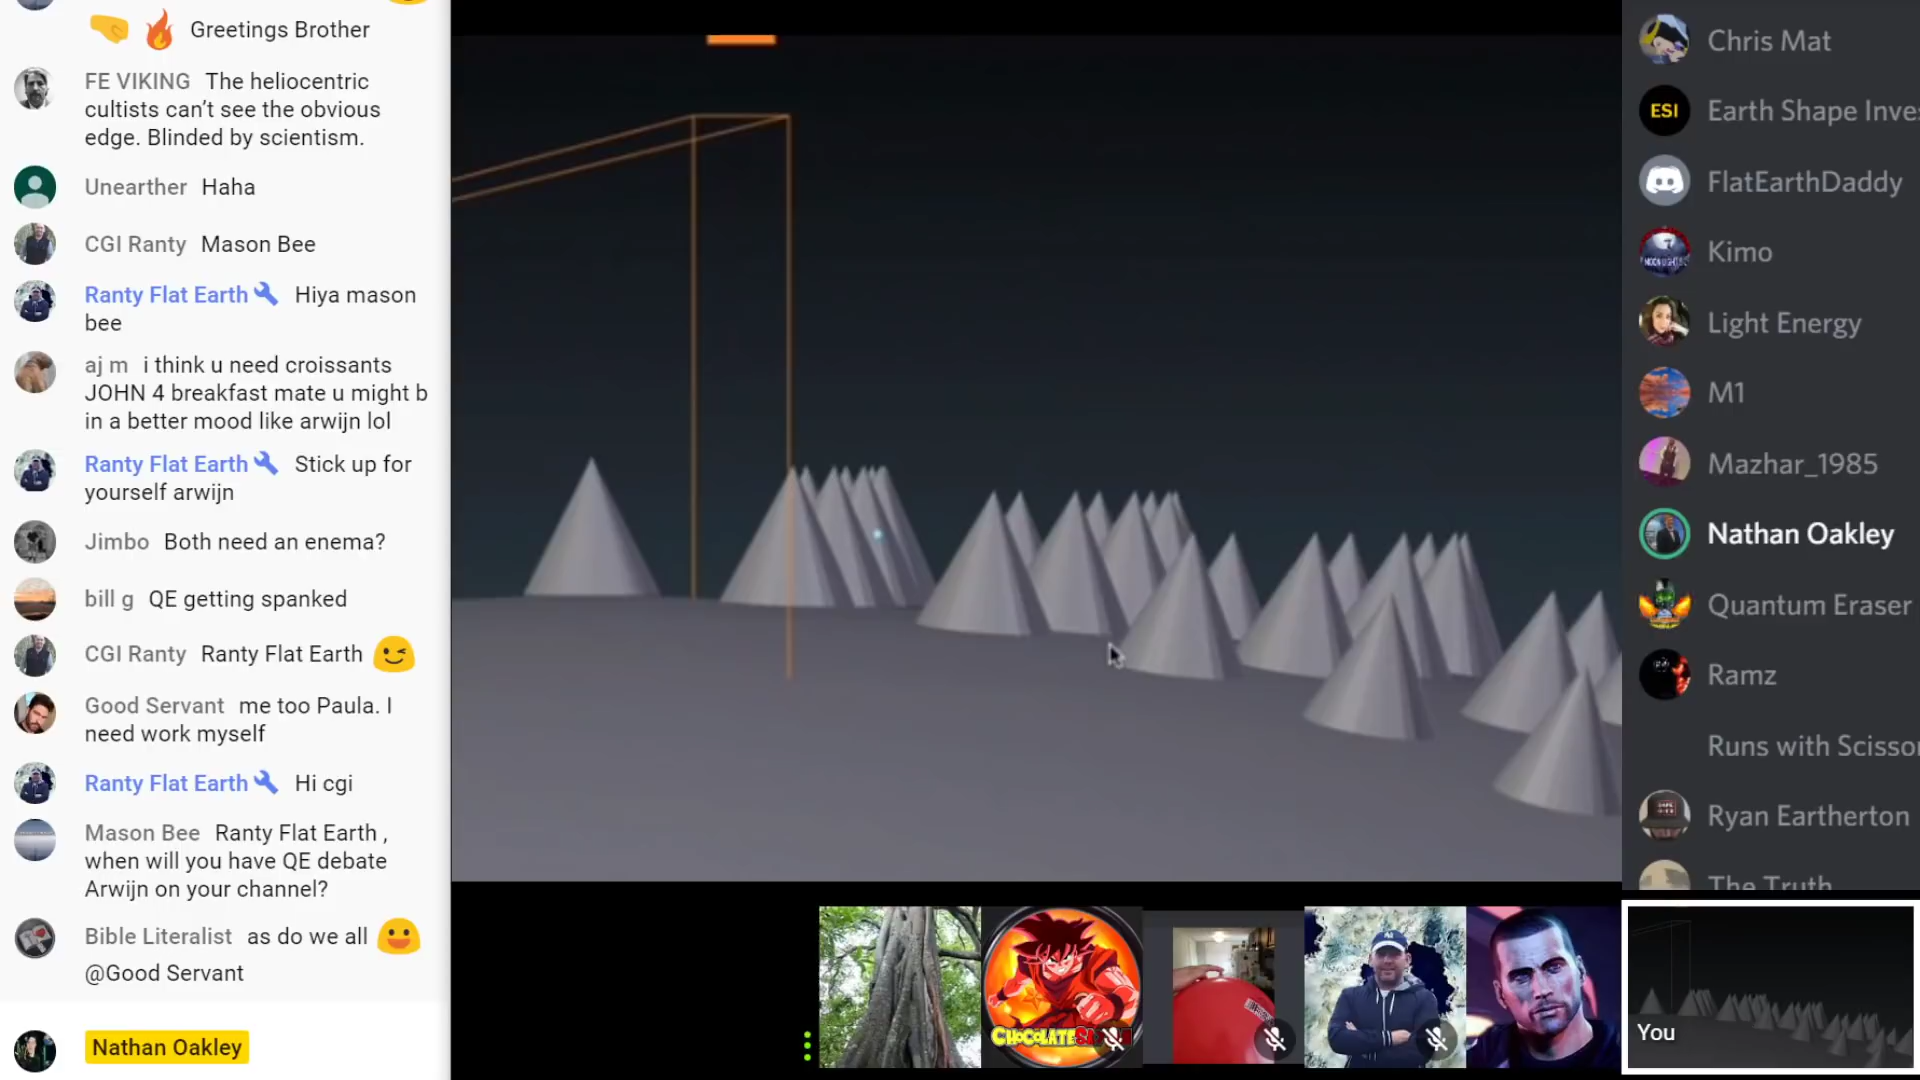 Greetings Brother
FE VIKING The heliocentric
cultists can’t see the obvious
edge. Blinded by scientism.
Unearther Haha
CGI Ranty Mason Bee
Ranty Flat Earth Hiya mason
bee
aj m i think u need croissants
JOHN 4 breakfast mate u might b
in a better mood like arwijn lol
Ranty Flat Earth Stick up for
yourself arwijn
Jimbo Both need an enema?
bill g QE getting spanked
CGI Ranty Ranty Flat Earth
Good Servant me too Paula. I
need work myself
Ranty Flat Earth Hi cgi
Mason Bee Ranty Flat Earth ,
when will you have QE debate
Arwijn on your channel?
Bible Literalist as do we all
@Good Servant
Nathan Oakley
Chris Mat
ESI
Earth Shape Inve
FlatEarthDaddy
Kimo
Light Energy
M1
Mazhar_1985
Nathan Oakley
Quantum Eraser
Ramz
Runs with Scisso
Ryan Eartherton
The Truth
You